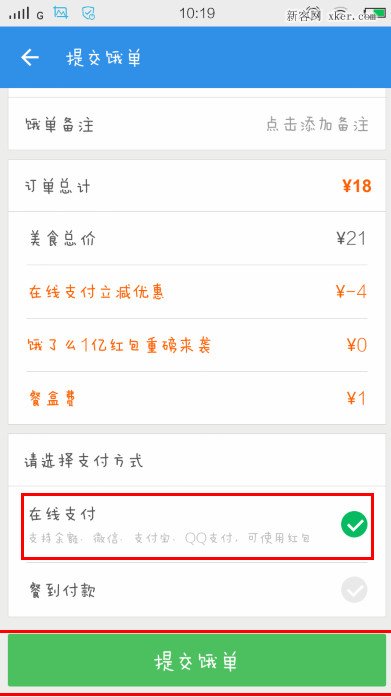 G 10:19 新客网 xker.com
提交饿单
饿单备注 点击添加备注
订单总计 ¥18
美食总价 ¥21
在线支付立减优惠 ¥-4
饿了么1亿红包重磅来袭 ¥0
餐盒费 ¥1
请选择支付方式
在线支付
支持余额、微信、支付宝、QQ支付，可使用红包
餐到付款
提交饿单